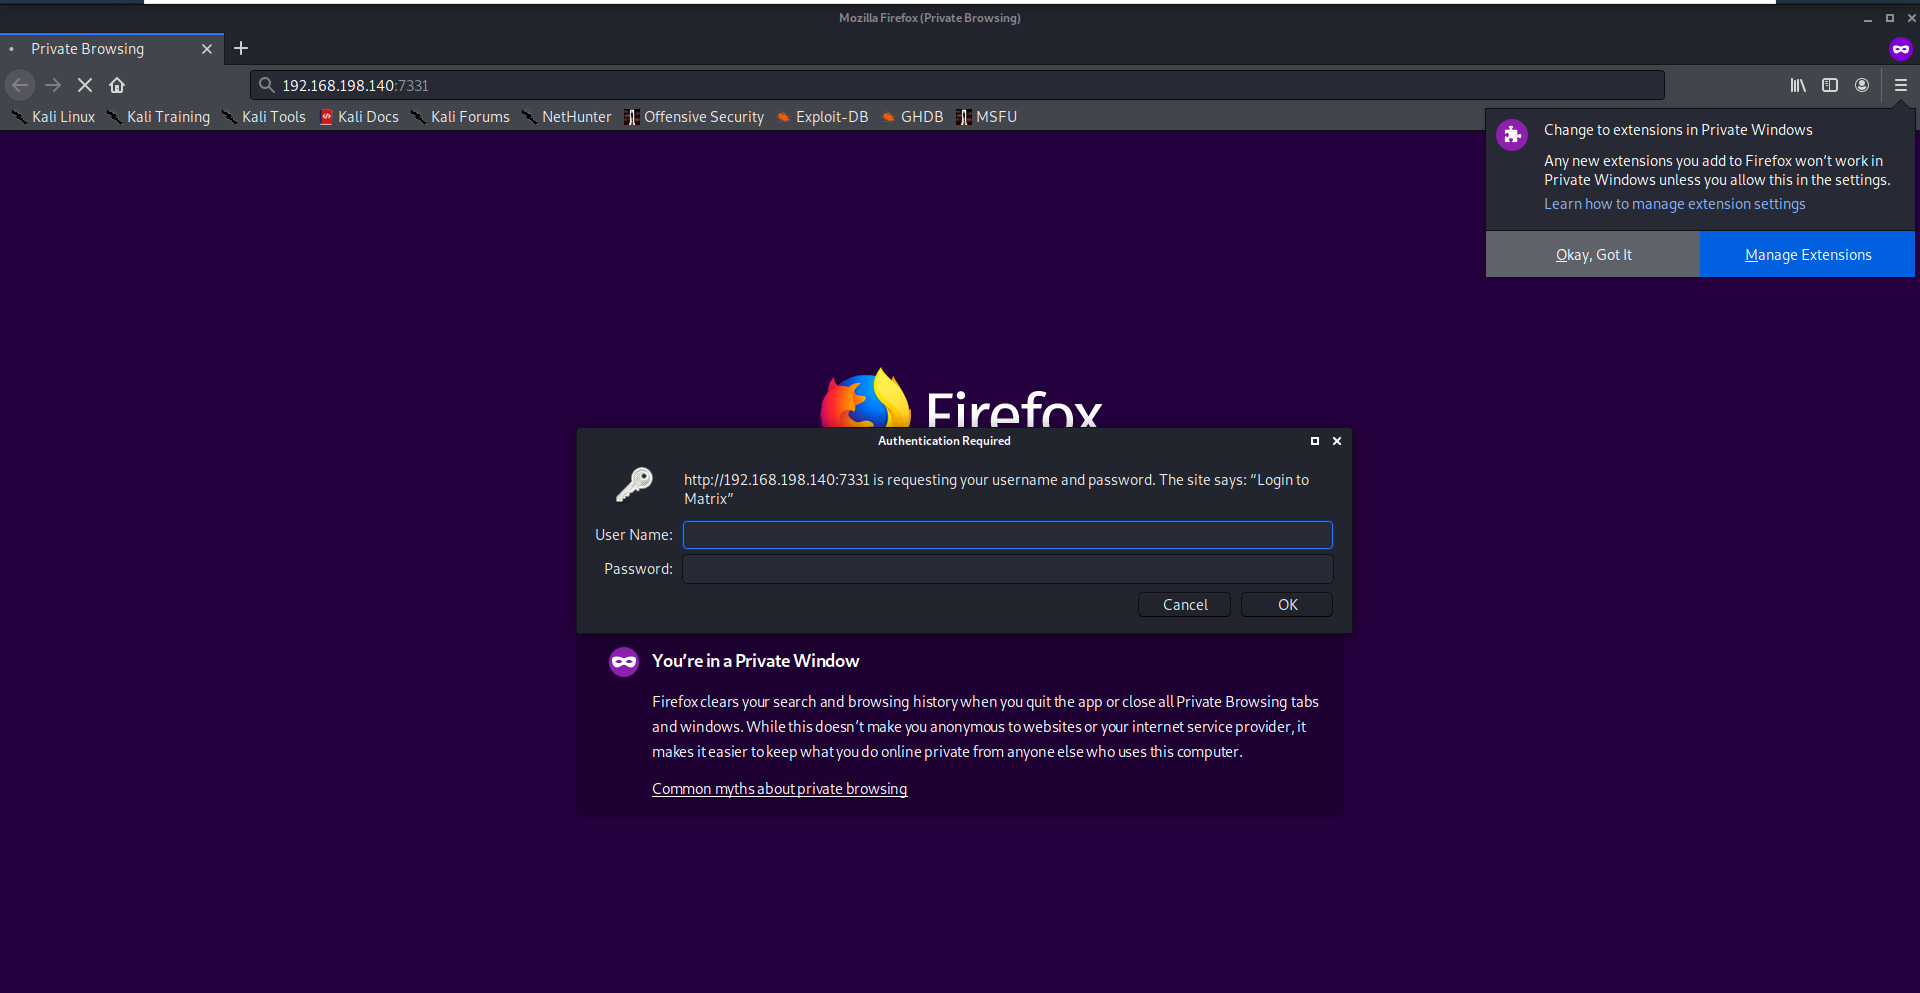 Mozilla Firefox (Private Browsing)
Private Browsing
192.168.198.140:7331
Kali Linux Kali Training Kali Tools Kali Docs Kali Forums NetHunter Offensive Security Exploit-DB GHDB MSFU
Change to extensions in Private Windows
Any new extensions you add to Firefox won’t work in
Private Windows unless you allow this in the settings.
Learn how to manage extension settings
Okay, Got It Manage Extensions
Firefox
Authentication Required
http://192.168.198.140:7331 is requesting your username and password. The site says: “Login to
Matrix”
User Name:
Password:
Cancel OK
You’re in a Private Window
Firefox clears your search and browsing history when you quit the app or close all Private Browsing tabs
and windows. While this doesn’t make you anonymous to websites or your internet service provider, it
makes it easier to keep what you do online private from anyone else who uses this computer.
Common myths about private browsing